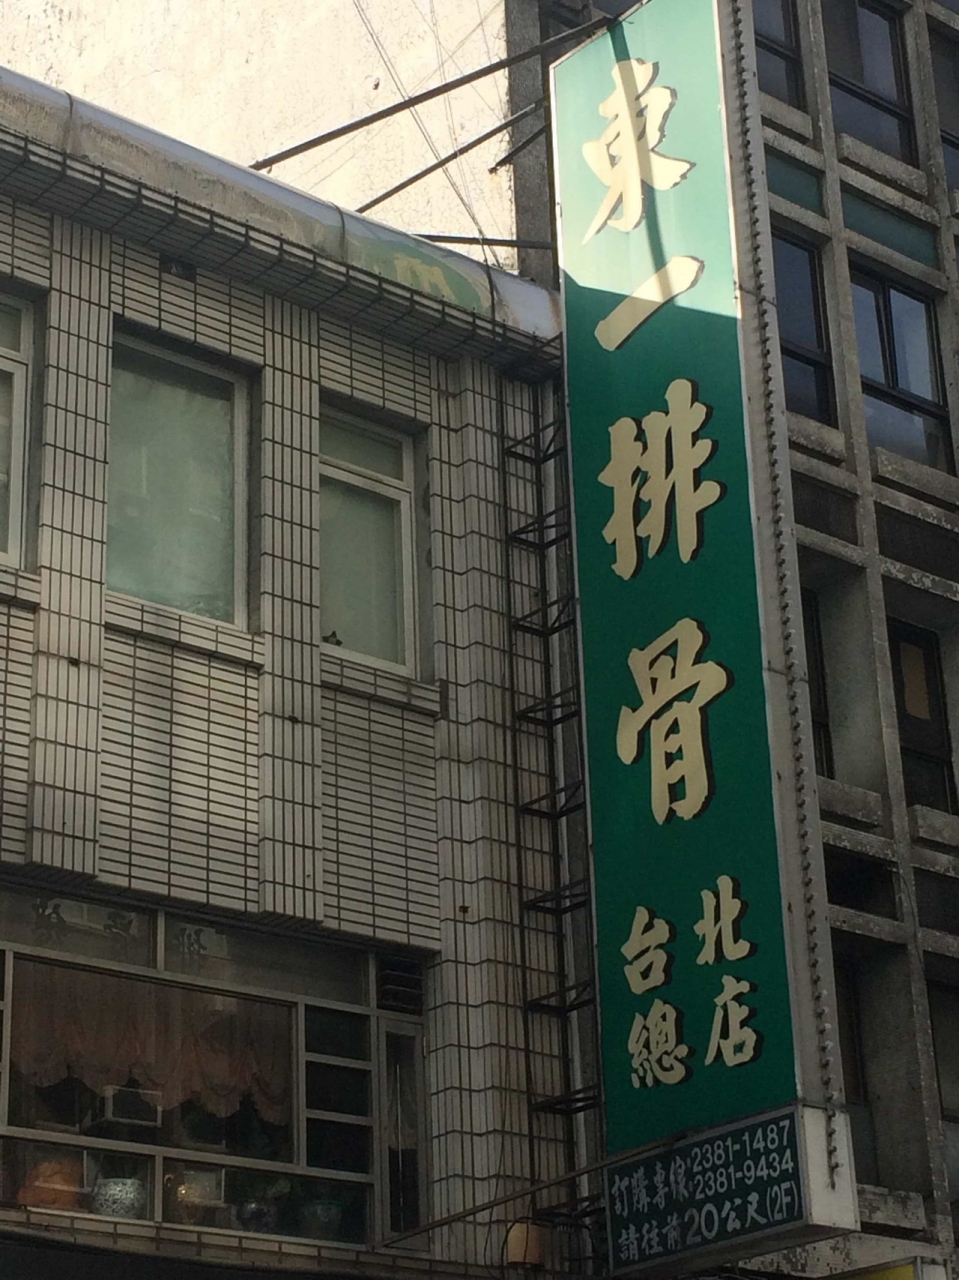 東一排骨
台北
總店
訂購專線:2381-1487
2381-9434
請往前20公尺(2F)